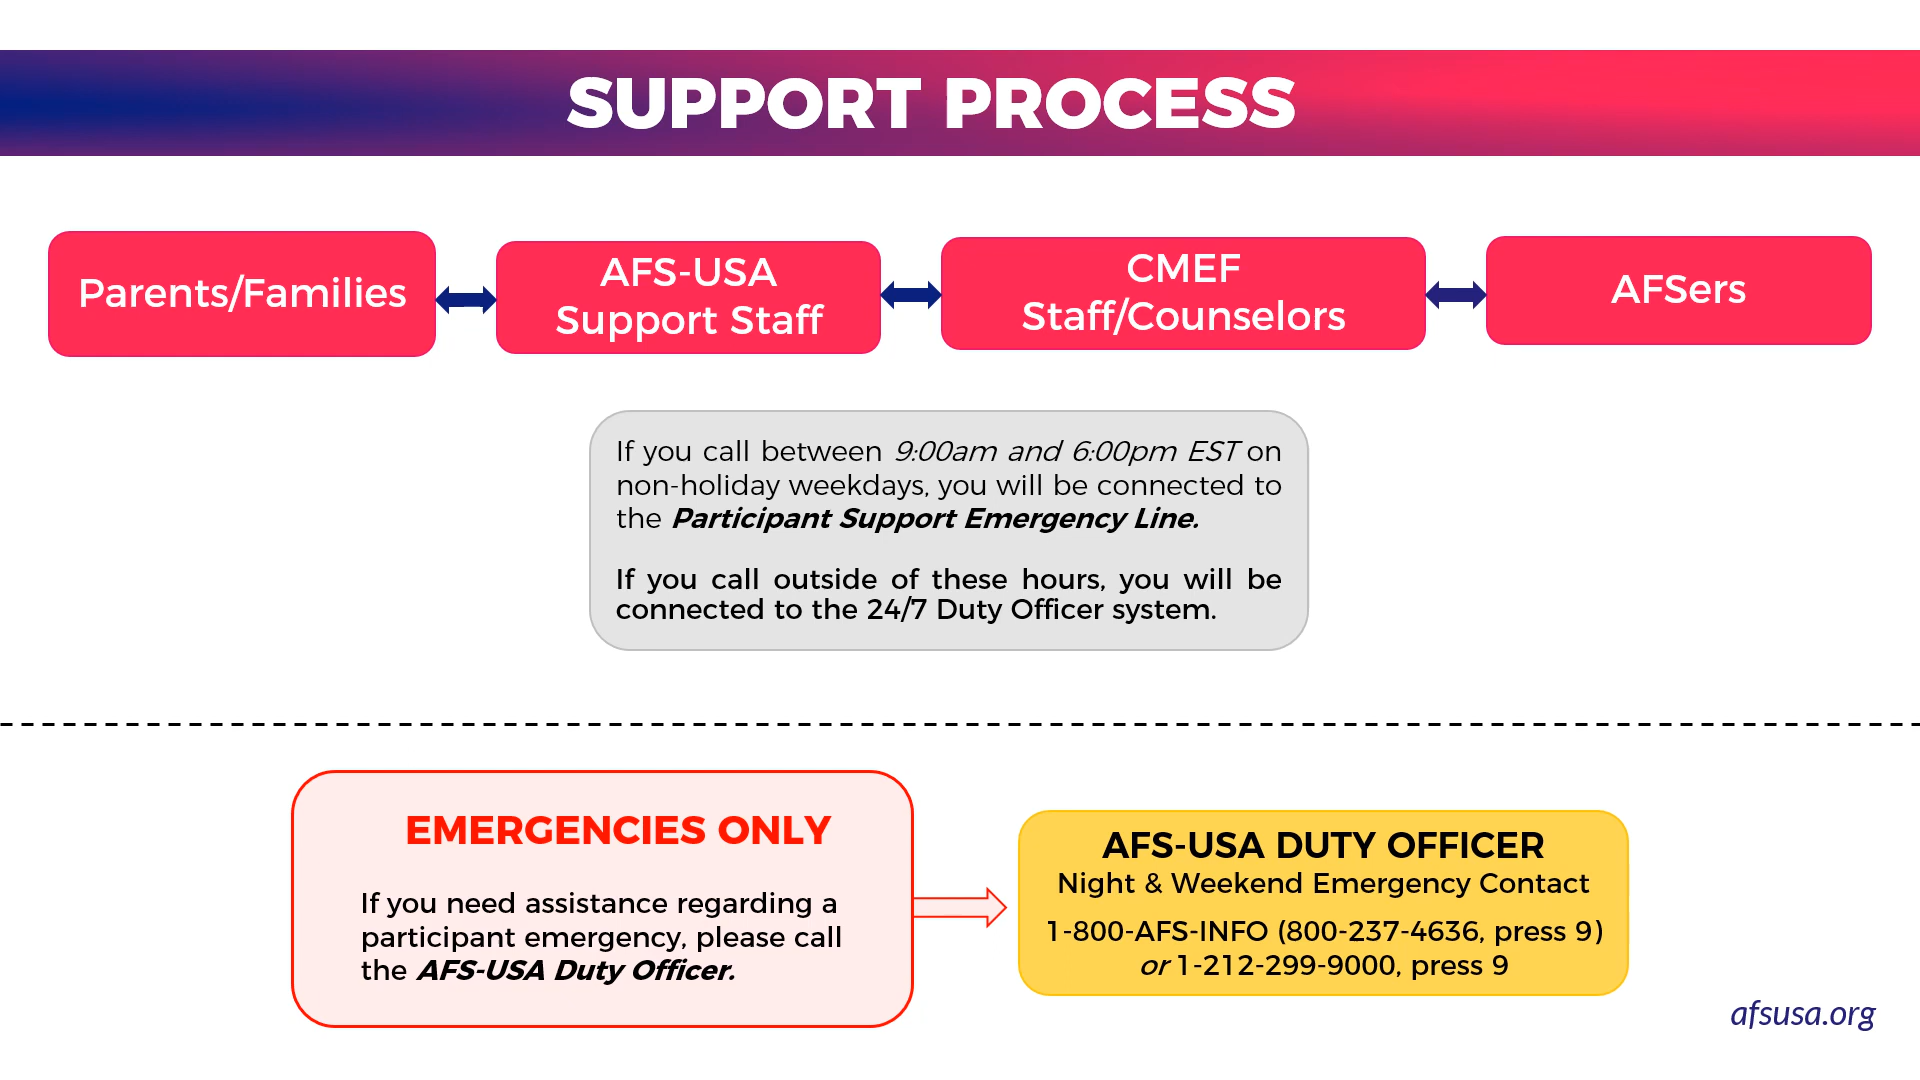 SUPPORT PROCESS
Parents/Families
AFS-USA
Support Staff
CMEF
Staff/Counselors
AFSers
If you call between 9:00am and 6:00pm EST on
non-holiday weekdays, you will be connected to
the Participant Support Emergency Line.
If you call outside of these hours, you will be
connected to the 24/7 Duty Officer system.
EMERGENCIES ONLY
If you need assistance regarding a
participant emergency, please call
the AFS-USA Duty Officer.
AFS-USA DUTY OFFICER
Night & Weekend Emergency Contact
1-800-AFS-INFO (800-237-4636, press 9)
or 1-212-299-9000, press 9
afsusa.org